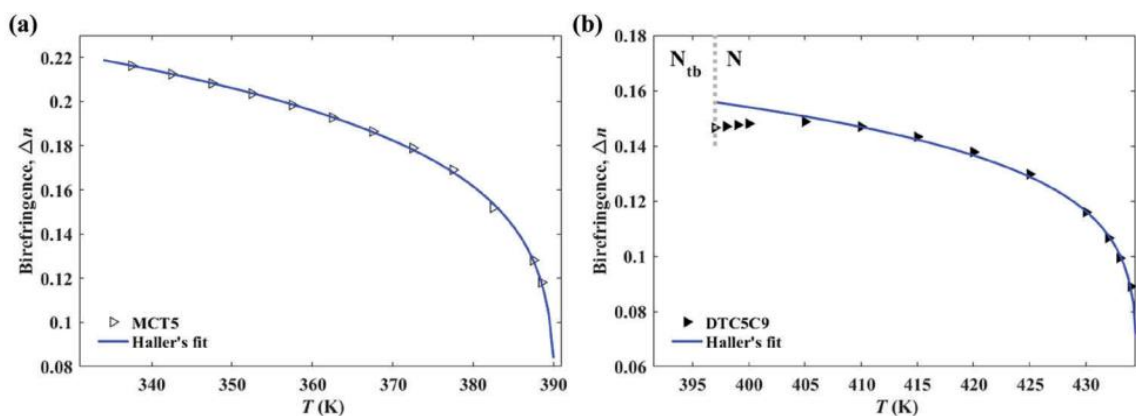 (a)
0.22
0.2
0.18
0.16
0.14
0.12
0.1
0.08
Birefringence, △n
▷ MCT5
Haller's fit
340 350 360 370 380 390
T (K)
(b)
0.18
0.16
0.14
0.12
0.1
0.08
0.06
Birefringence, △n
Ntb N
▶ DTC5C9
Haller's fit
395 400 405 410 415 420 425 430
T (K)